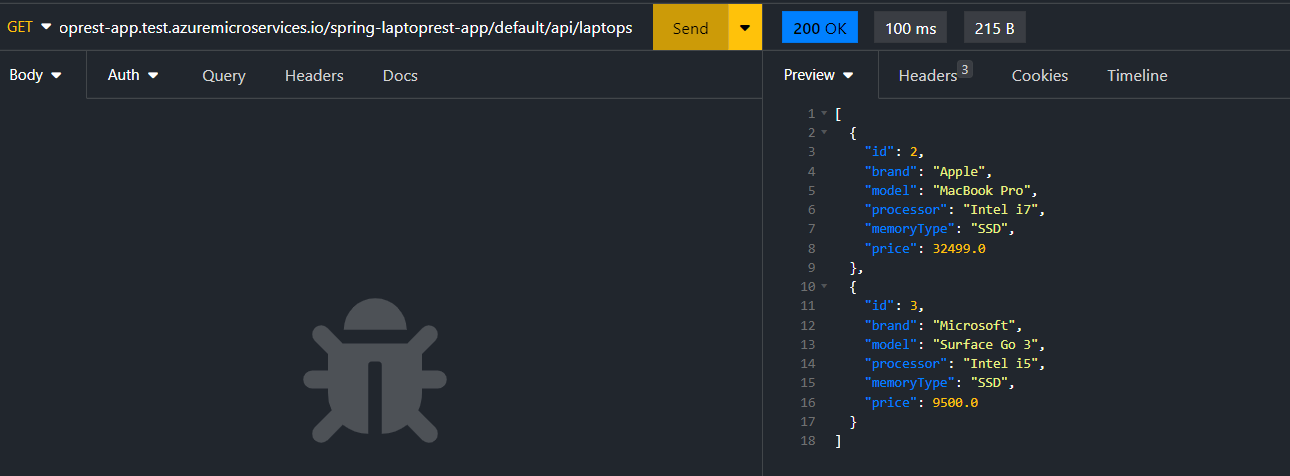 GET oprest-app.test.azuremicroservices.io/spring-laptoprest-app/default/api/laptops Send 200 OK 100 ms 215 B
Body Auth Query Headers Docs Preview Headers 3 Cookies Timeline
1 [
2 {
3 "id": 2,
4 "brand": "Apple",
5 "model": "MacBook Pro",
6 "processor": "Intel i7",
7 "memoryType": "SSD",
8 "price": 32499.0
9 },
10 {
11 "id": 3,
12 "brand": "Microsoft",
13 "model": "Surface Go 3",
14 "processor": "Intel i5",
15 "memoryType": "SSD",
16 "price": 9500.0
17 }
18 ]